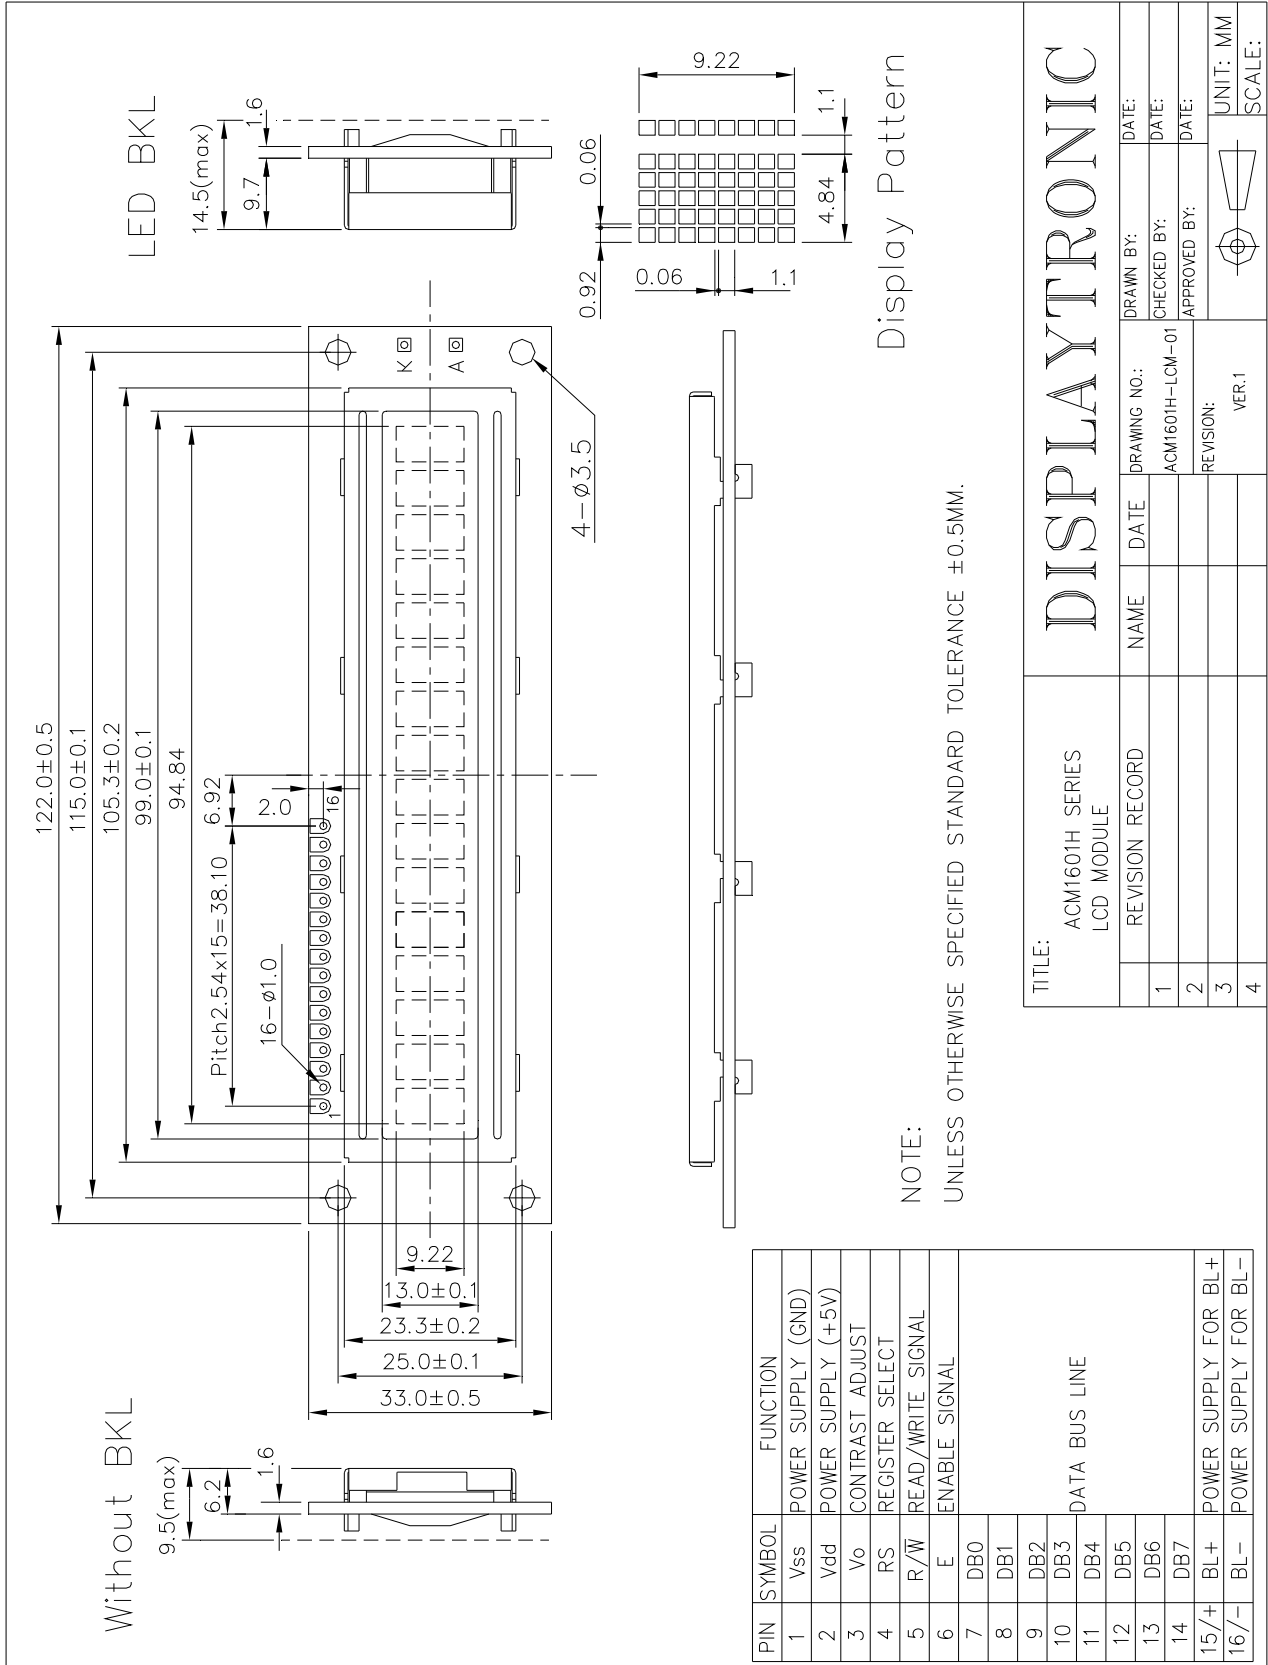 Without BKL
9.5(max)
6.2
1.6
122.0±0.5
115.0±0.1
105.3±0.2
99.0±0.1
94.84
6.92
2.0
Pitch2.54x15=38.10
16-ø1.0
1
16
K
A
4-ø3.5
9.22
13.0±0.1
23.3±0.2
25.0±0.1
33.0±0.5
LED BKL
14.5(max)
9.7
1.6
9.22
1.1
0.06
4.84
0.92
0.06
1.1
Display Pattern
NOTE:
UNLESS OTHERWISE SPECIFIED STANDARD TOLERANCE ±0.5MM.
PIN SYMBOL FUNCTION
1 Vss POWER SUPPLY (GND)
2 Vdd POWER SUPPLY (+5V)
3 Vo CONTRAST ADJUST
4 RS REGISTER SELECT
5 R/W̅ READ/WRITE SIGNAL
6 E ENABLE SIGNAL
7 DB0
8 DB1
9 DB2
10 DB3
11 DB4
DATA BUS LINE
12 DB5
13 DB6
14 DB7
15/+ BL+ POWER SUPPLY FOR BL+
16/- BL- POWER SUPPLY FOR BL-
TITLE:
ACM1601H SERIES
LCD MODULE
DISPLAYTRONIC
REVISION RECORD NAME DATE
1
2
3
4
DRAWING NO.:
ACM1601H-LCM-01
REVISION:
VER.1
DRAWN BY: DATE:
CHECKED BY: DATE:
APPROVED BY: DATE:
UNIT: MM
SCALE: